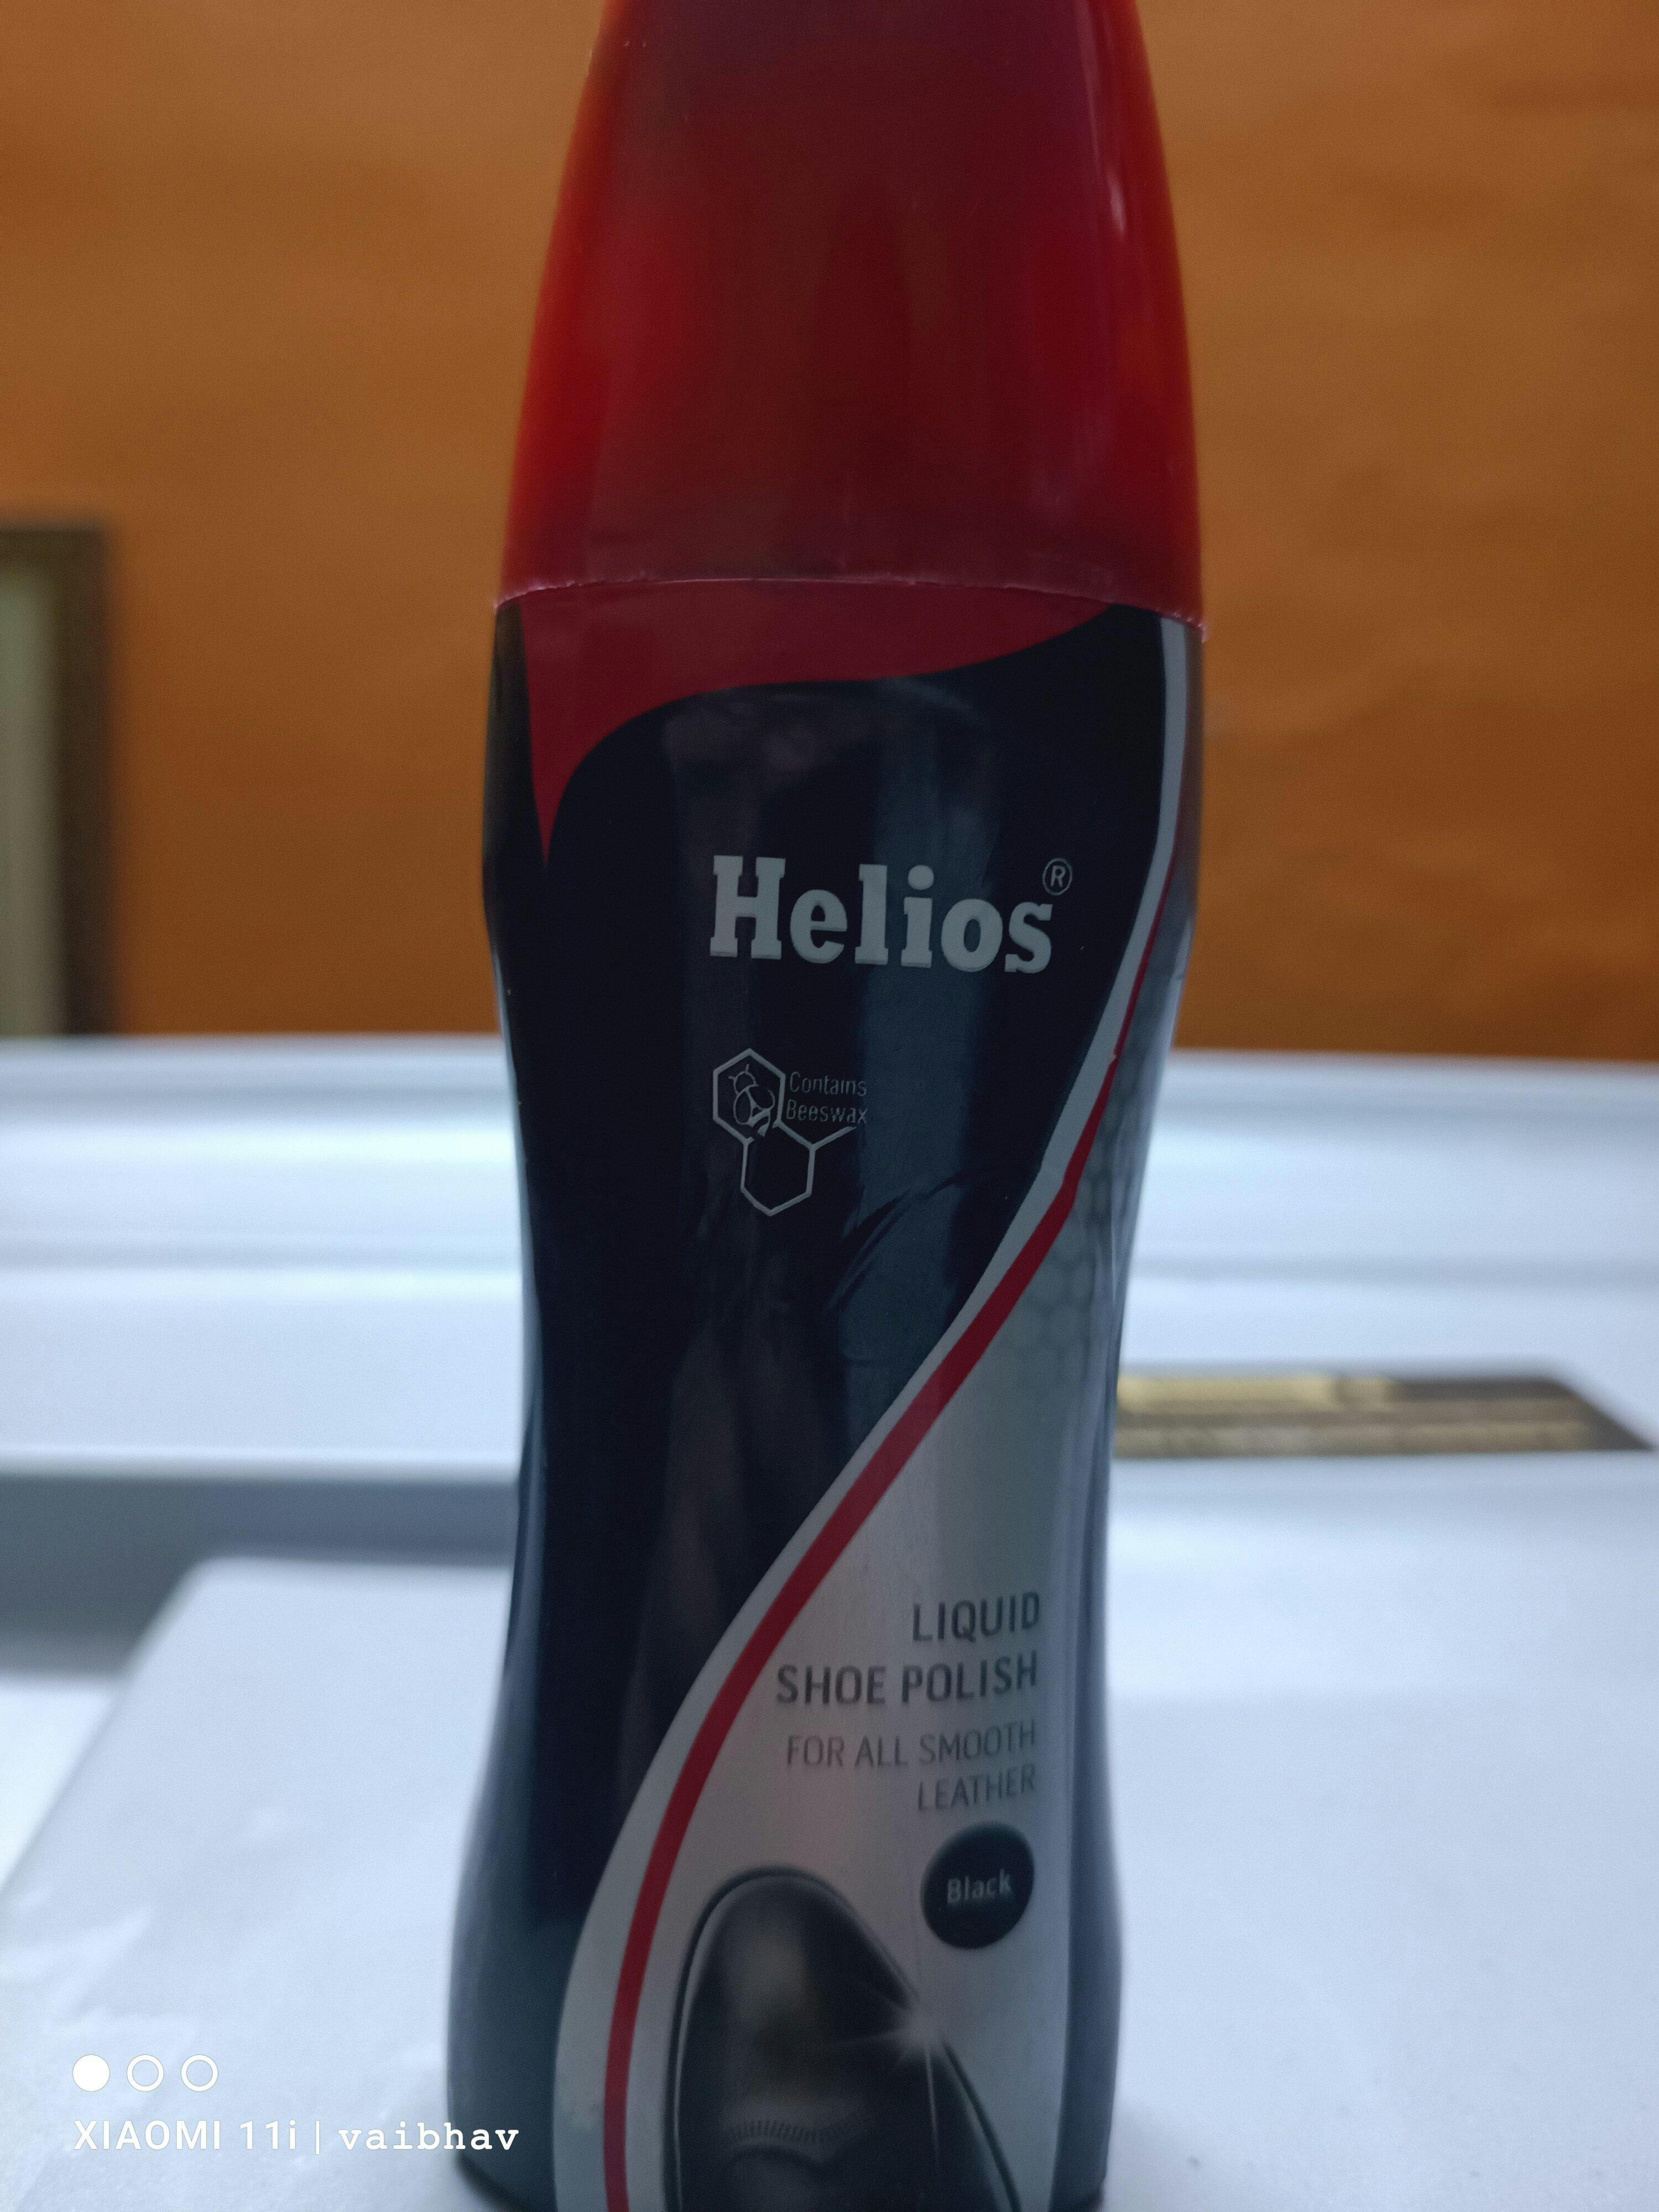 Helios®
Contains
Beeswax
LIQUID
SHOE POLISH
FOR ALL SMOOTH
LEATHER
Black
XIAOMI 11i | vaibhav